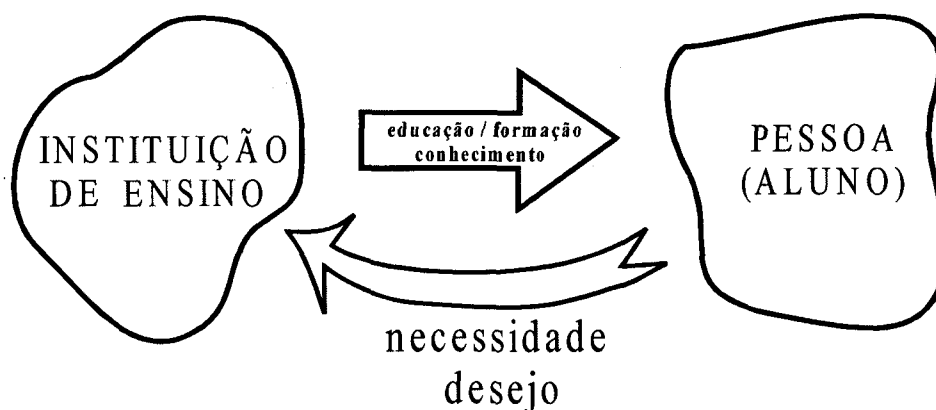 INSTITUIÇÃO
DE ENSINO
educação / formação
conhecimento
PESSOA
(ALUNO)
necessidade
desejo